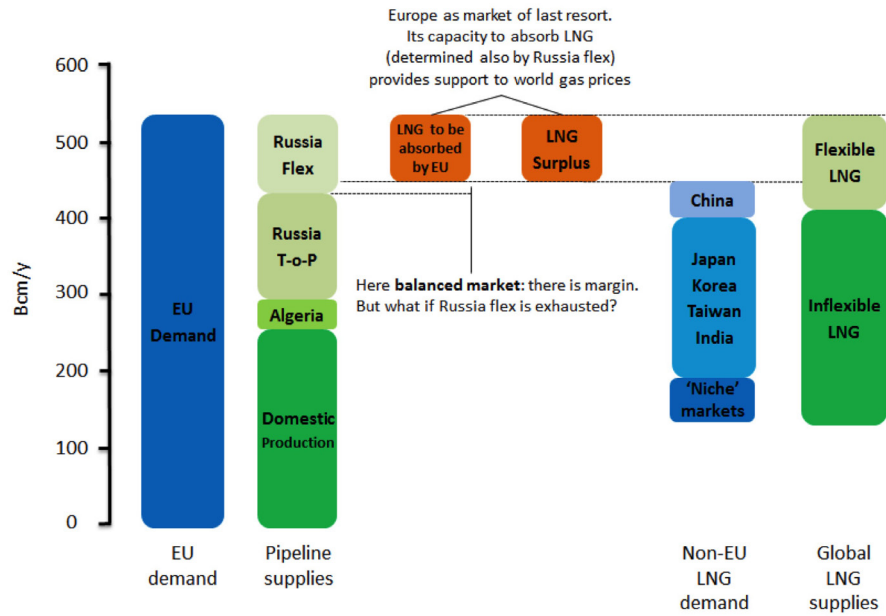 Europe as market of last resort.
Its capacity to absorb LNG
(determined also by Russia flex)
provides support to world gas prices
600
500
400
300
200
100
0
Bcm/y
EU
Demand
Russia
Flex
Russia
T-o-P
Algeria
Domestic
Production
LNG to be
absorbed
by EU
LNG
Surplus
Here balanced market: there is margin.
But what if Russia flex is exhausted?
China
Japan
Korea
Taiwan
India
‘Niche’
markets
Flexible
LNG
Inflexible
LNG
EU
demand
Pipeline
supplies
Non-EU
LNG
demand
Global
LNG
supplies